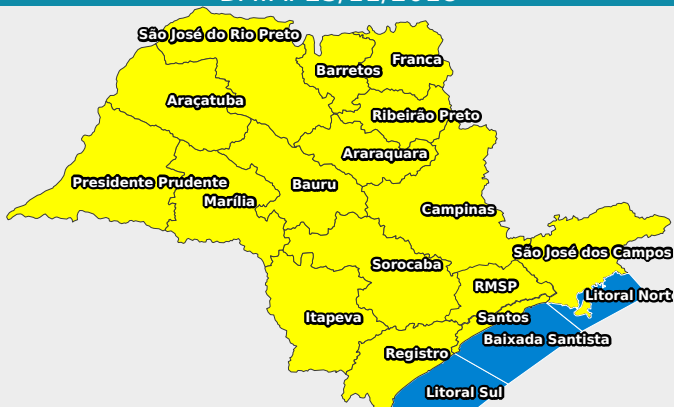 São José do Rio Preto
Franca
Barretos
Araçatuba
Ribeirão Preto
Araraquara
Presidente Prudente
Bauru
Marília
Campinas
São José dos Campos
Sorocaba
RMSP
Litoral Nort
Itapeva
Santos
Baixada Santista
Registro
Litoral Sul